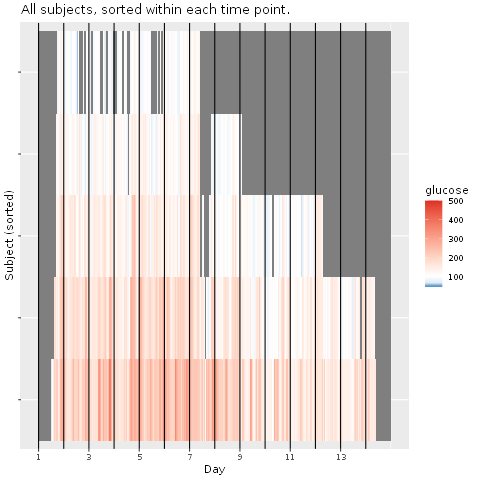 All subjects, sorted within each time point.
Subject (sorted)
glucose
500
400
300
200
100
1 3 5 7 9 11 13
Day